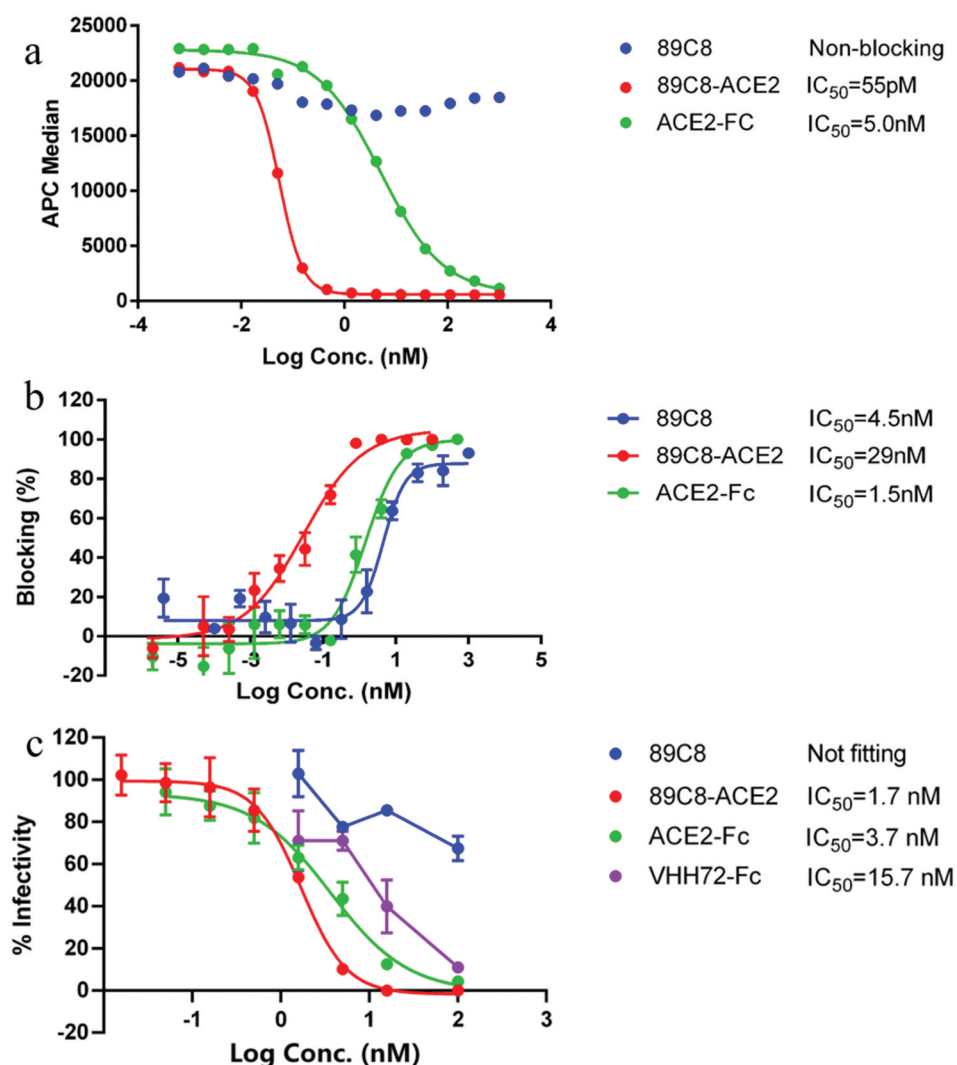 a
25000
20000
15000
10000
5000
0
APC Median
-4 -2 0 2 4
Log Conc. (nM)
89C8 Non-blocking
89C8-ACE2 IC50=55pM
ACE2-FC IC50=5.0nM
b
120
100
80
60
40
20
0
-20
Blocking (%)
-5 -3 -1 1 3 5
Log Conc. (nM)
89C8 IC50=4.5nM
89C8-ACE2 IC50=29nM
ACE2-Fc IC50=1.5nM
c
120
100
80
60
40
20
0
-20
% Infectivity
0 1 2 3
Log Conc. (nM)
89C8 Not fitting
89C8-ACE2 IC50=1.7 nM
ACE2-Fc IC50=3.7 nM
VHH72-Fc IC50=15.7 nM